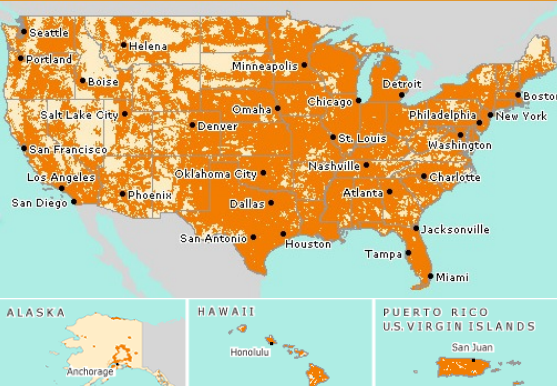 Seattle
Portland
Helena
Minneapolis
Boise
Detroit
Boston
Chicago
Omaha
Salt Lake City
Philadelphia
New York
Denver
St. Louis
Washington
San Francisco
Nashville
Oklahoma City
Charlotte
Los Angeles
Phoenix
Atlanta
San Diego
Dallas
Jacksonville
San Antonio
Houston
Tampa
Miami
ALASKA
Anchorage
HAWAII
Honolulu
PUERTO RICO
U.S. VIRGIN ISLANDS
San Juan